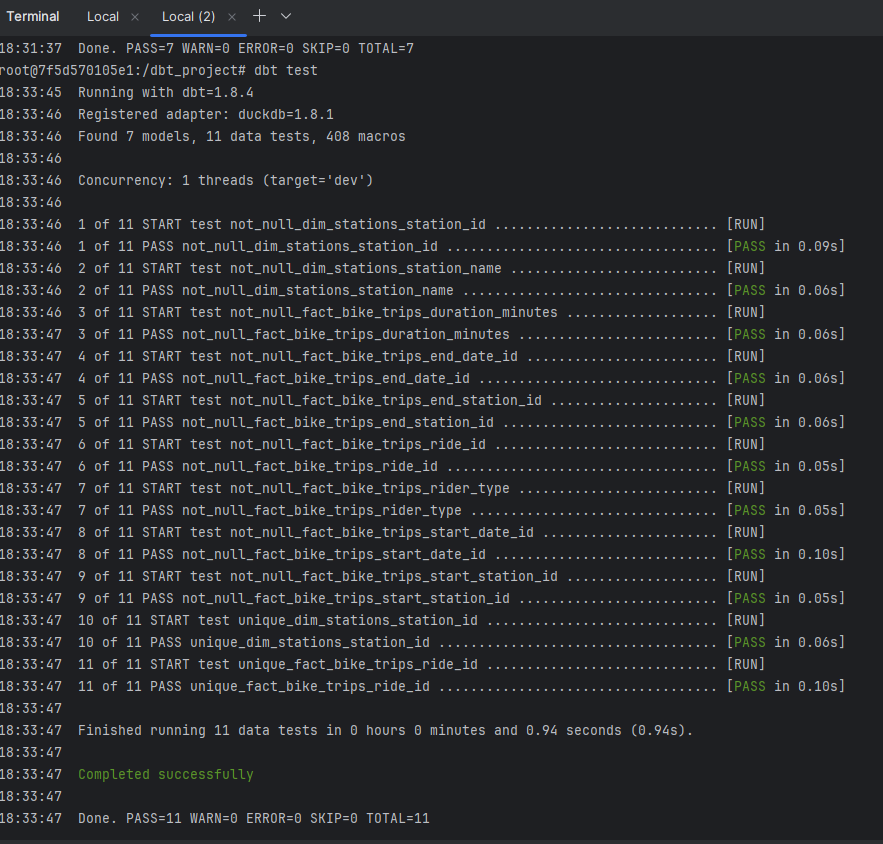 Terminal Local × Local (2) ×
18:31:37 Done. PASS=7 WARN=0 ERROR=0 SKIP=0 TOTAL=7
root@7f5d570105e1:/dbt_project# dbt test
18:33:45 Running with dbt=1.8.4
18:33:46 Registered adapter: duckdb=1.8.1
18:33:46 Found 7 models, 11 data tests, 408 macros
18:33:46
18:33:46 Concurrency: 1 threads (target='dev')
18:33:46
18:33:46 1 of 11 START test not_null_dim_stations_station_id ............................ [RUN]
18:33:46 1 of 11 PASS not_null_dim_stations_station_id .................................. [PASS in 0.09s]
18:33:46 2 of 11 START test not_null_dim_stations_station_name .......................... [RUN]
18:33:46 2 of 11 PASS not_null_dim_stations_station_name ................................ [PASS in 0.06s]
18:33:46 3 of 11 START test not_null_fact_bike_trips_duration_minutes ................... [RUN]
18:33:47 3 of 11 PASS not_null_fact_bike_trips_duration_minutes ......................... [PASS in 0.06s]
18:33:47 4 of 11 START test not_null_fact_bike_trips_end_date_id ........................ [RUN]
18:33:47 4 of 11 PASS not_null_fact_bike_trips_end_date_id .............................. [PASS in 0.06s]
18:33:47 5 of 11 START test not_null_fact_bike_trips_end_station_id ..................... [RUN]
18:33:47 5 of 11 PASS not_null_fact_bike_trips_end_station_id ........................... [PASS in 0.06s]
18:33:47 6 of 11 START test not_null_fact_bike_trips_ride_id ............................ [RUN]
18:33:47 6 of 11 PASS not_null_fact_bike_trips_ride_id .................................. [PASS in 0.05s]
18:33:47 7 of 11 START test not_null_fact_bike_trips_rider_type ......................... [RUN]
18:33:47 7 of 11 PASS not_null_fact_bike_trips_rider_type ............................... [PASS in 0.05s]
18:33:47 8 of 11 START test not_null_fact_bike_trips_start_date_id ...................... [RUN]
18:33:47 8 of 11 PASS not_null_fact_bike_trips_start_date_id ............................ [PASS in 0.10s]
18:33:47 9 of 11 START test not_null_fact_bike_trips_start_station_id ................... [RUN]
18:33:47 9 of 11 PASS not_null_fact_bike_trips_start_station_id ......................... [PASS in 0.05s]
18:33:47 10 of 11 START test unique_dim_stations_station_id ............................. [RUN]
18:33:47 10 of 11 PASS unique_dim_stations_station_id ................................... [PASS in 0.06s]
18:33:47 11 of 11 START test unique_fact_bike_trips_ride_id ............................. [RUN]
18:33:47 11 of 11 PASS unique_fact_bike_trips_ride_id ................................... [PASS in 0.10s]
18:33:47
18:33:47 Finished running 11 data tests in 0 hours 0 minutes and 0.94 seconds (0.94s).
18:33:47
18:33:47 Completed successfully
18:33:47
18:33:47 Done. PASS=11 WARN=0 ERROR=0 SKIP=0 TOTAL=11